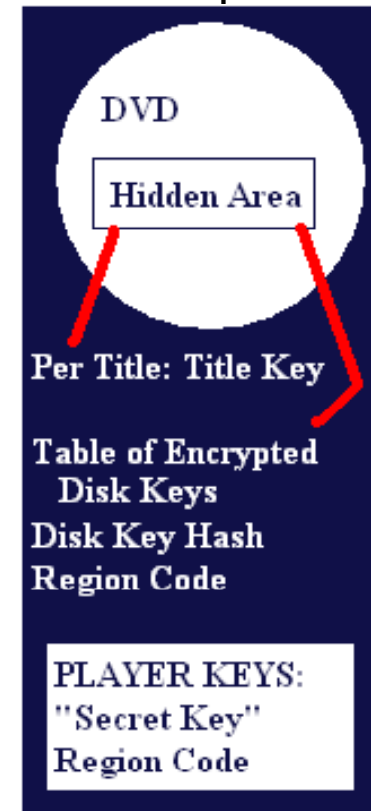 DVD
Hidden Area
Per Title: Title Key
Table of Encrypted
Disk Keys
Disk Key Hash
Region Code
PLAYER KEYS:
"Secret Key"
Region Code